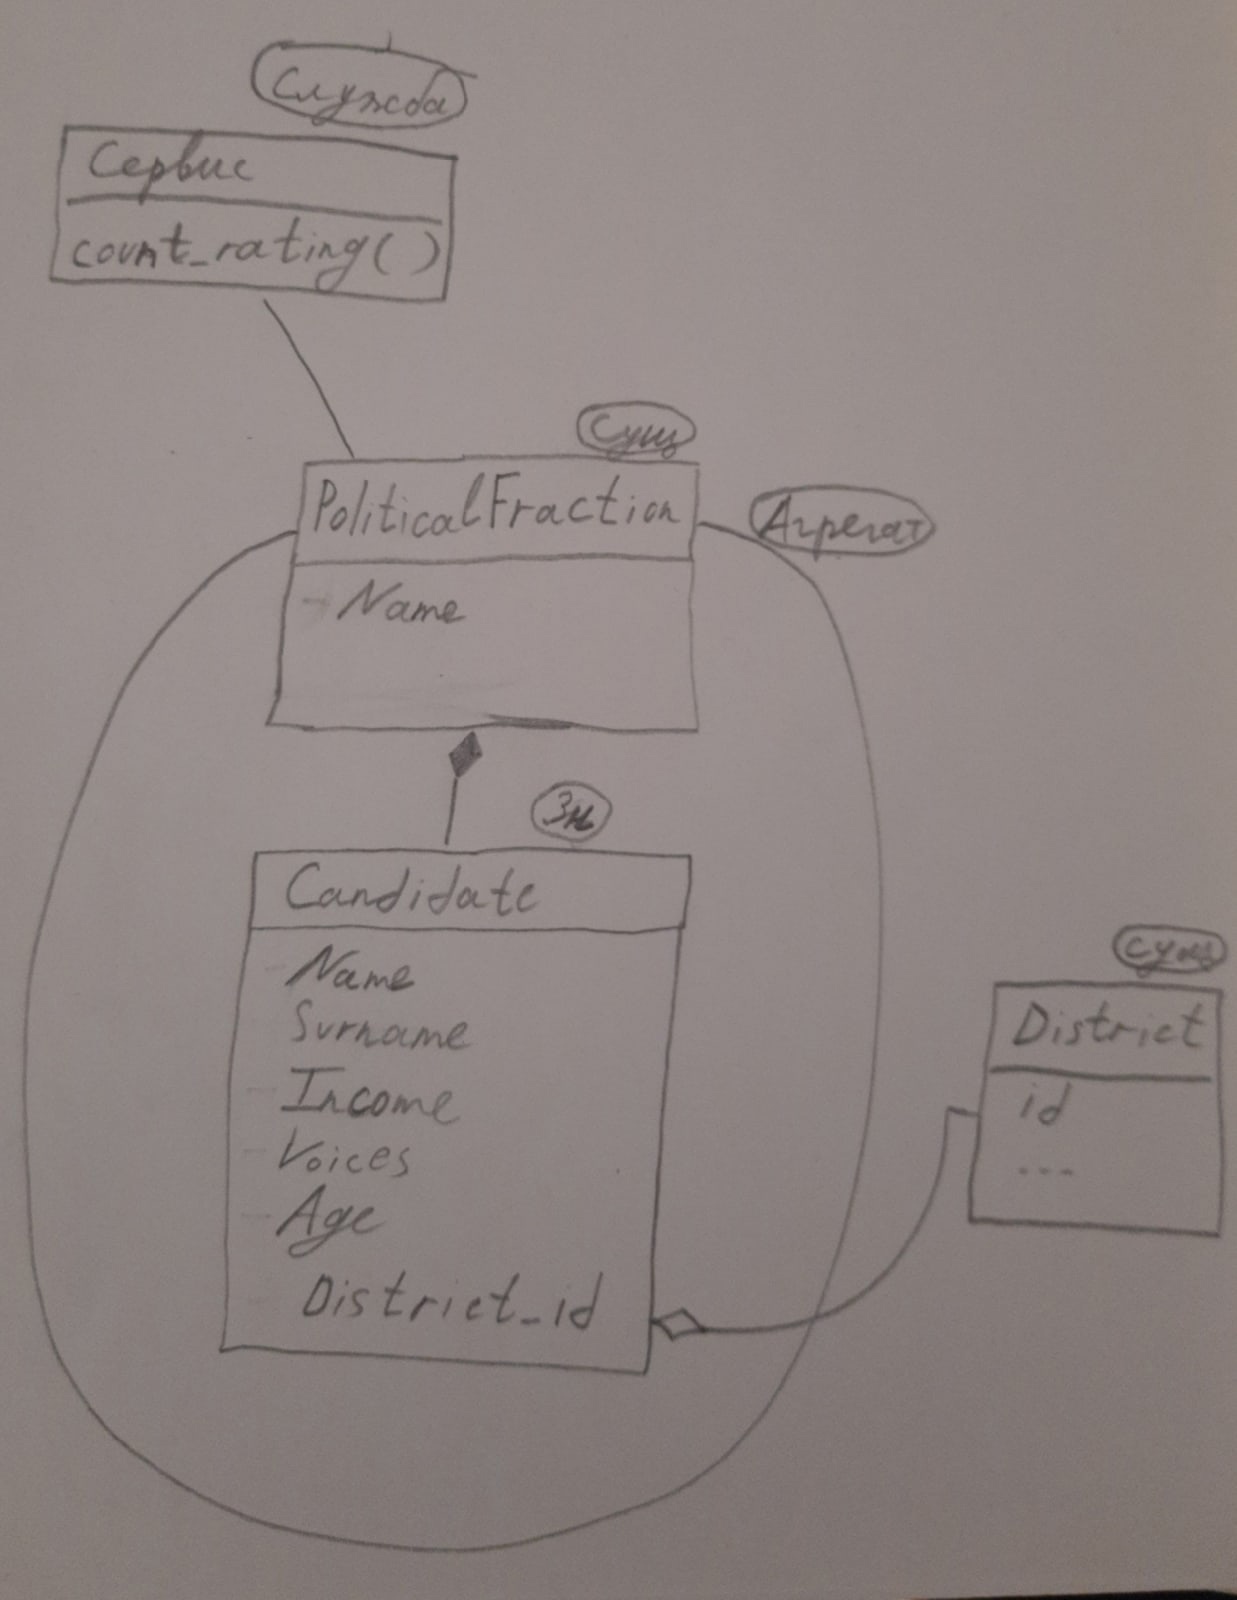 Служба
Сервис
count_rating()
Сущ
PoliticalFraction
Агрегат
- Name
Зн
Candidate
- Name
Surname
- Income
- Voices
- Age
District_id
сущ
District
id
...